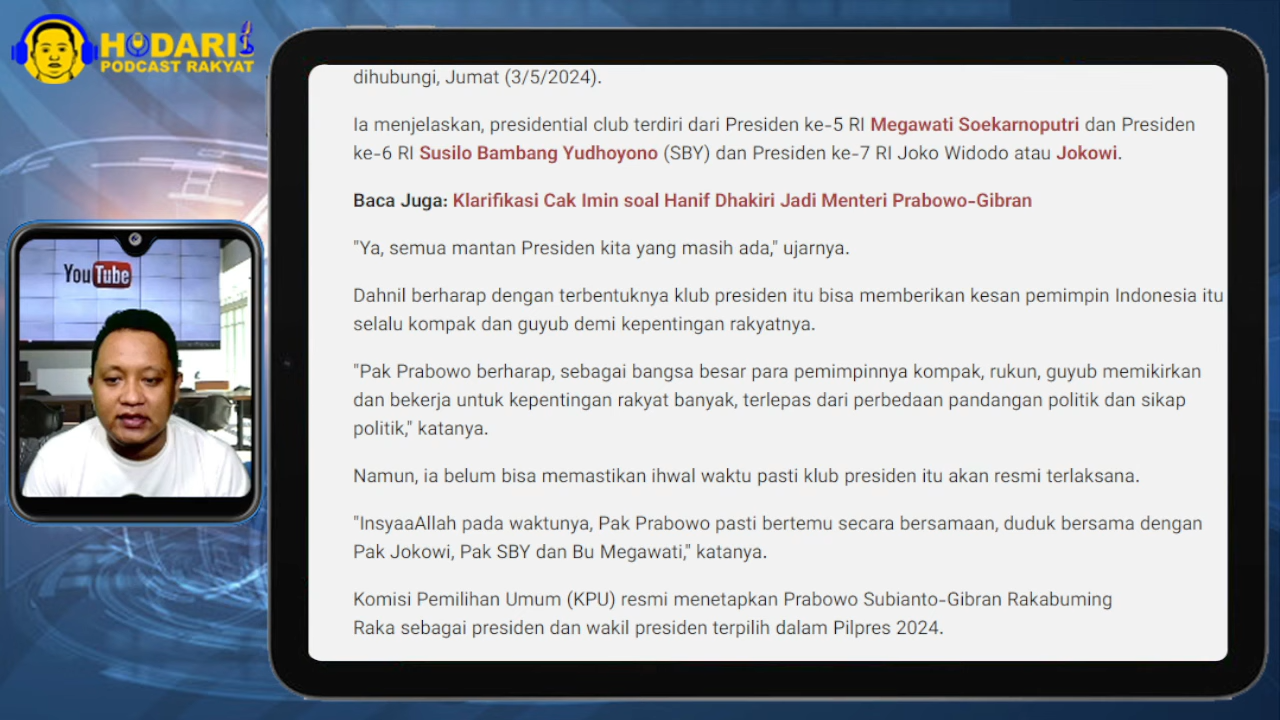 HODARI
PODCAST RAKYAT
YouTube
dihubungi, Jumat (3/5/2024).
Ia menjelaskan, presidential club terdiri dari Presiden ke-5 RI Megawati Soekarnoputri dan Presiden
ke-6 RI Susilo Bambang Yudhoyono (SBY) dan Presiden ke-7 RI Joko Widodo atau Jokowi.
Baca Juga: Klarifikasi Cak Imin soal Hanif Dhakiri Jadi Menteri Prabowo-Gibran
"Ya, semua mantan Presiden kita yang masih ada," ujarnya.
Dahnil berharap dengan terbentuknya klub presiden itu bisa memberikan kesan pemimpin Indonesia itu
selalu kompak dan guyub demi kepentingan rakyatnya.
"Pak Prabowo berharap, sebagai bangsa besar para pemimpinnya kompak, rukun, guyub memikirkan
dan bekerja untuk kepentingan rakyat banyak, terlepas dari perbedaan pandangan politik dan sikap
politik," katanya.
Namun, ia belum bisa memastikan ihwal waktu pasti klub presiden itu akan resmi terlaksana.
"InsyaaAllah pada waktunya, Pak Prabowo pasti bertemu secara bersamaan, duduk bersama dengan
Pak Jokowi, Pak SBY dan Bu Megawati," katanya.
Komisi Pemilihan Umum (KPU) resmi menetapkan Prabowo Subianto-Gibran Rakabuming
Raka sebagai presiden dan wakil presiden terpilih dalam Pilpres 2024.